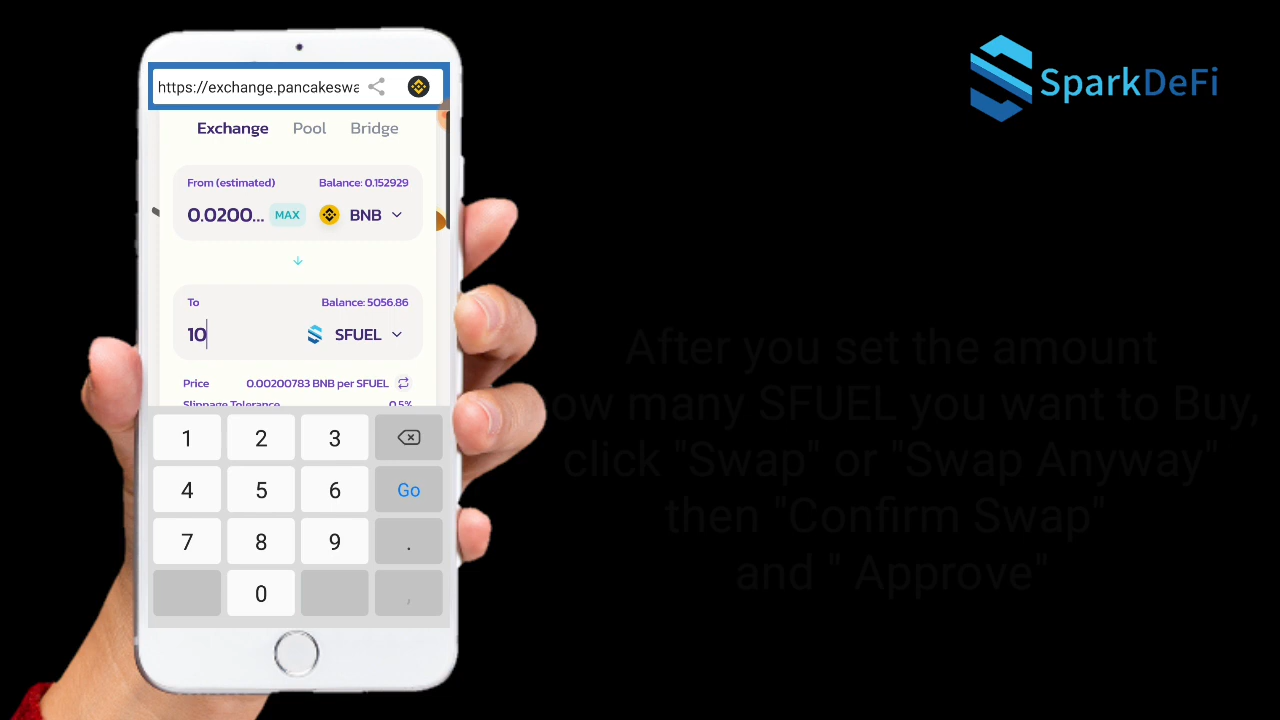 https://exchange.pancakeswa
SparkDeFi
Exchange Pool Bridge
From (estimated) Balance: 0.152929
0.0200... MAX BNB
To Balance: 5056.86
10 SFUEL
Price 0.00200783 BNB per SFUEL
Slippage Tolerance 0.5%
1 2 3
4 5 6 Go
7 8 9 .
0 ,
After you set the amount
ow many SFUEL you want to Buy,
click "Swap" or "Swap Anyway"
then "Confirm Swap"
and " Approve"